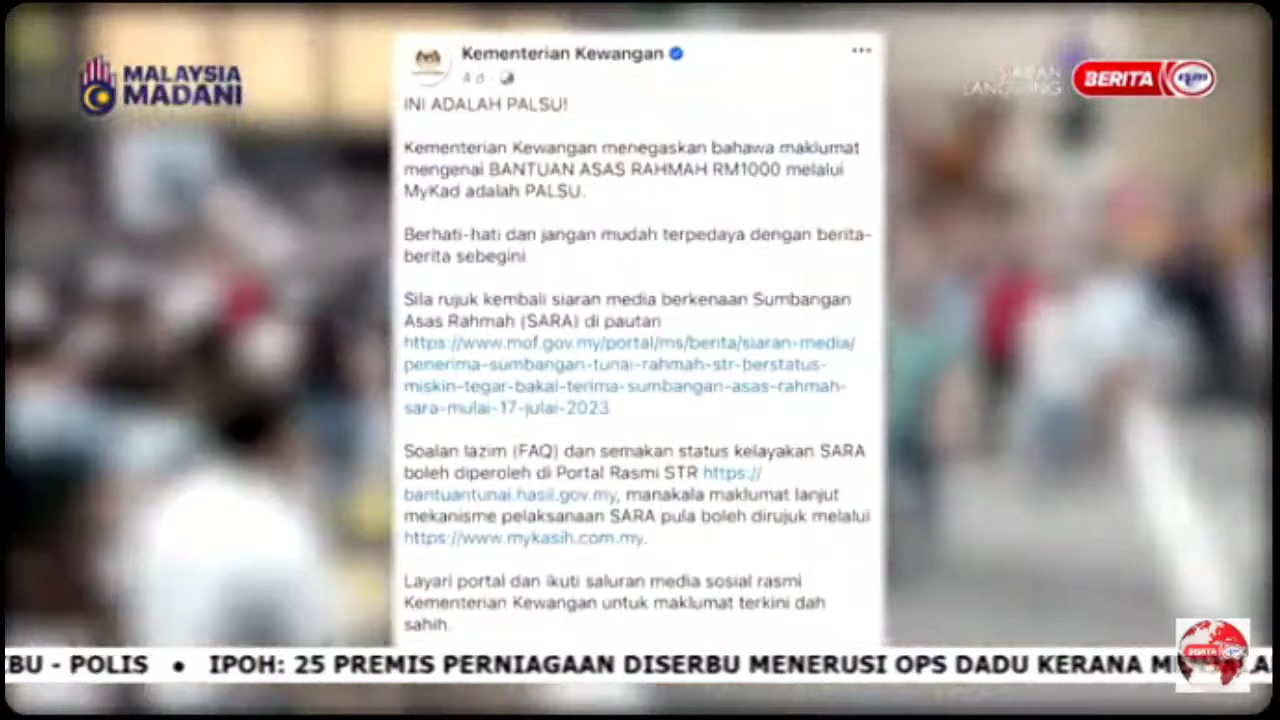 MALAYSIA
MADANI
SIARAN
LANGSUNG
BERITA
Kementerian Kewangan
4 d
INI ADALAH PALSU!
Kementerian Kewangan menegaskan bahawa maklumat
mengenai BANTUAN ASAS RAHMAH RM1000 melalui
MyKad adalah PALSU.
Berhati-hati dan jangan mudah terpedaya dengan berita-
berita sebegini
Sila rujuk kembali siaran media berkenaan Sumbangan
Asas Rahmah (SARA) di pautan
https://www.mof.gov.my/portal/ms/berita/siaran-media/
penerima-sumbangan-tunai-rahmah-str-berstatus-
miskin-tegar-bakal-terima-sumbangan-asas-rahmah-
sara-mulai-17-julai-2023
Soalan lazim (FAQ) dan semakan status kelayakan SARA
boleh diperoleh di Portal Rasmi STR https://
bantuantunai.hasil.gov.my, manakala maklumat lanjut
mekanisme pelaksanaan SARA pula boleh dirujuk melalui
https://www.mykasih.com.my.
Layari portal dan ikuti saluran media sosial rasmi
Kementerian Kewangan untuk maklumat terkini dah
sahih.
BU - POLIS • IPOH: 25 PREMIS PERNIAGAAN DISERBU MENERUSI OPS DADU KERANA
BERITA